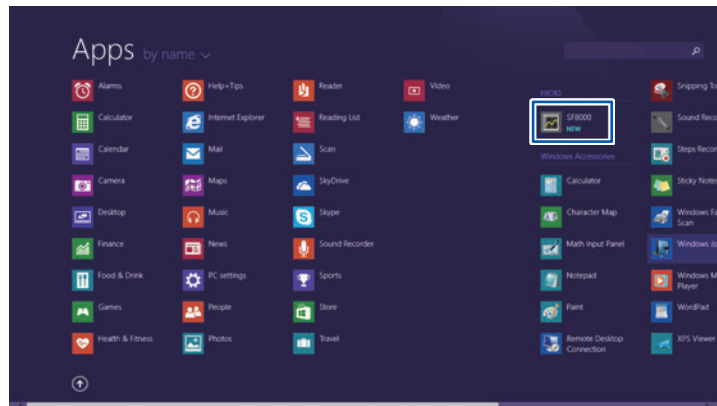 Apps by name
Alarms
Calculator
Calendar
Camera
Desktop
Finance
Food & Drink
Games
Health & Fitness
Help+Tips
Internet Explorer
Mail
Maps
Music
News
PC settings
People
Photos
Reader
Reading List
Scan
SkyDrive
Skype
Sound Recorder
Sports
Store
Travel
Video
Weather
HIOKI
SF8000
NEW
Windows Accessories
Calculator
Character Map
Math Input Panel
Notepad
Paint
Remote Desktop
Connection
Snipping To
Sound Reco
Steps Recor
Sticky Notes
Windows Fa
Scan
Windows Jo
Windows M
Player
WordPad
XPS Viewer